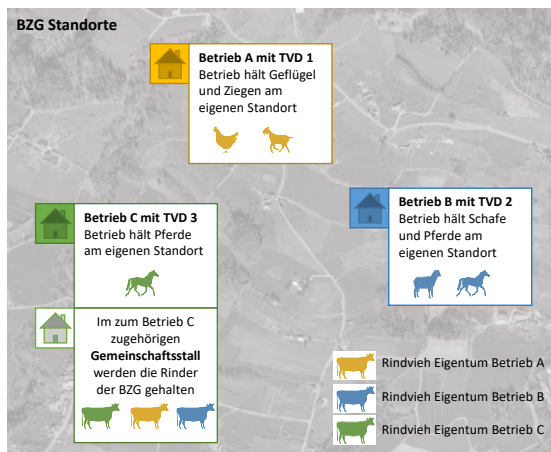 BZG Standorte
Betrieb A mit TVD 1
Betrieb hält Geflügel
und Ziegen am
eigenen Standort
Betrieb C mit TVD 3
Betrieb hält Pferde
am eigenen Standort
Betrieb B mit TVD 2
Betrieb hält Schafe
und Pferde am
eigenen Standort
Im zum Betrieb C
zugehörigen
Gemeinschaftsstall
werden die Rinder
der BZG gehalten
Rindvieh Eigentum Betrieb A
Rindvieh Eigentum Betrieb B
Rindvieh Eigentum Betrieb C